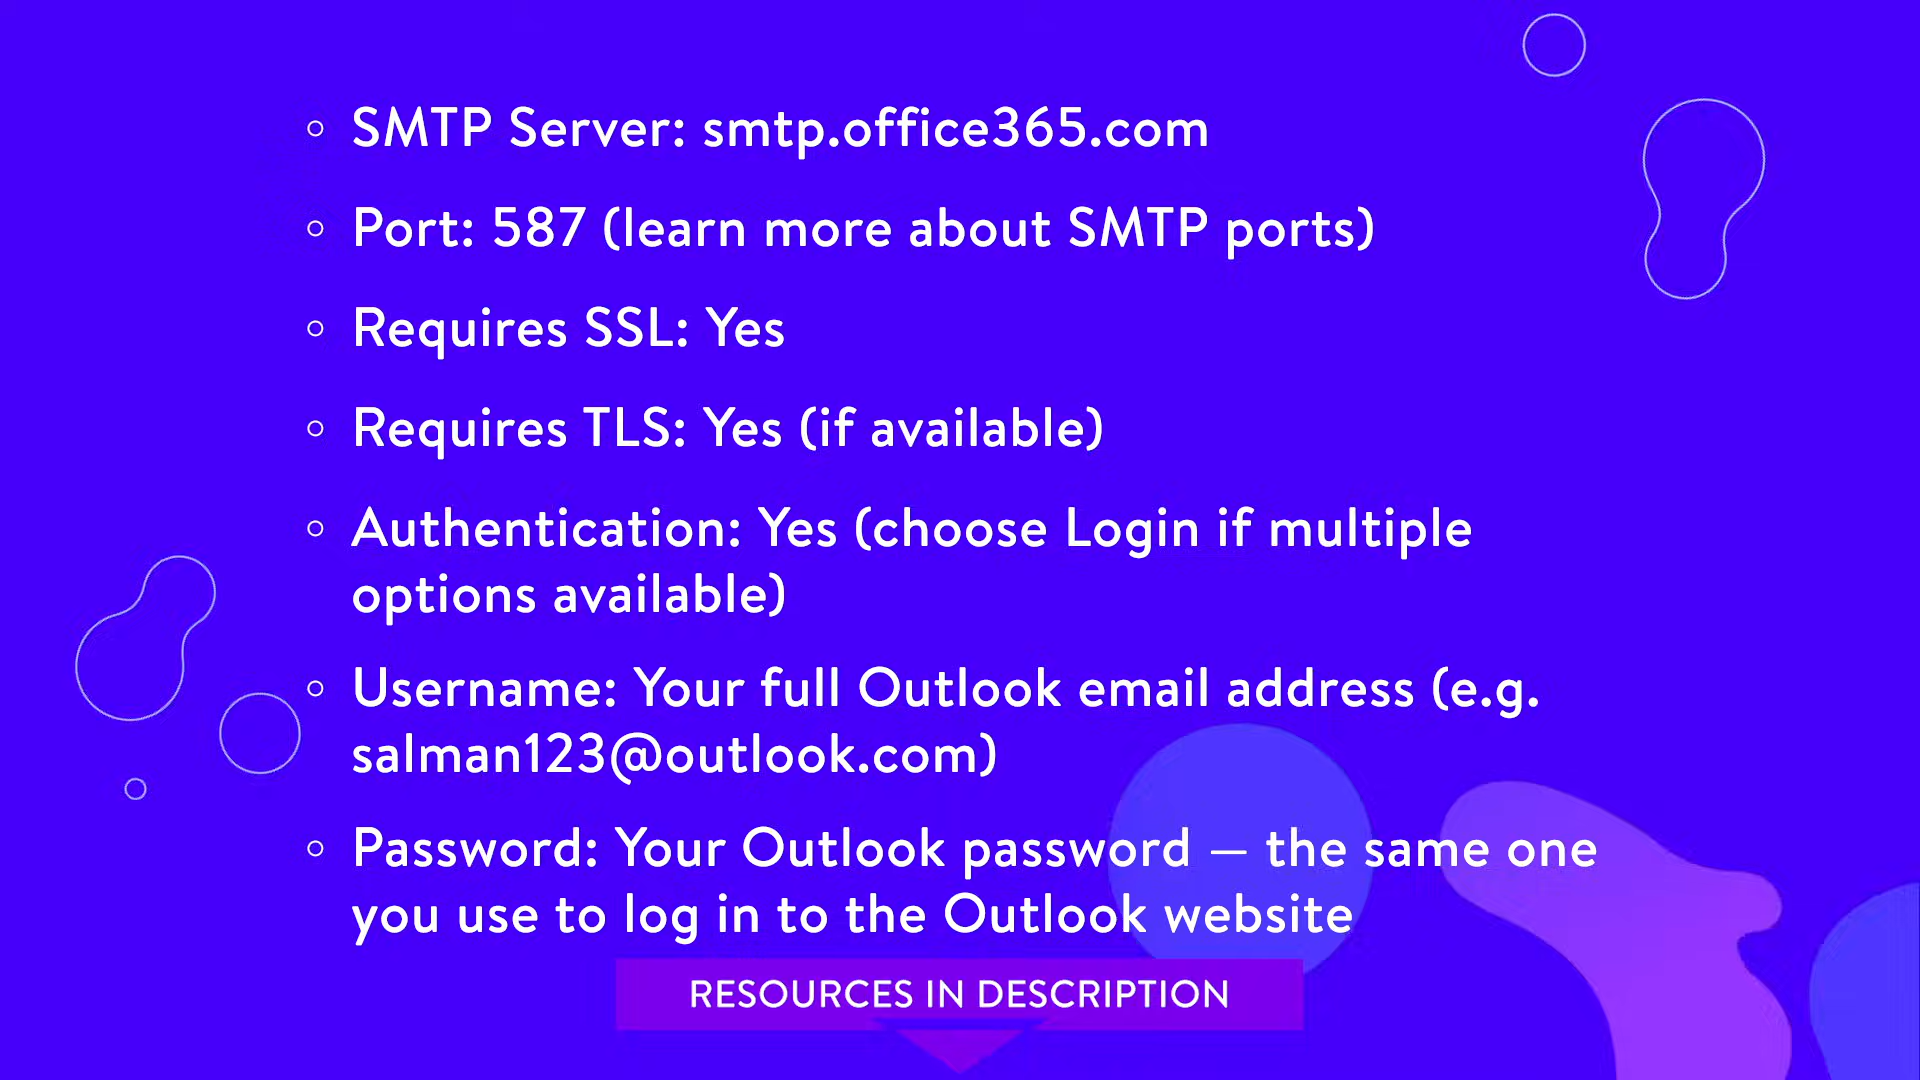 SMTP Server: smtp.office365.com
Port: 587 (learn more about SMTP ports)
Requires SSL: Yes
Requires TLS: Yes (if available)
Authentication: Yes (choose Login if multiple
options available)
Username: Your full Outlook email address (e.g.
salman123@outlook.com)
Password: Your Outlook password — the same one
you use to log in to the Outlook website
RESOURCES IN DESCRIPTION